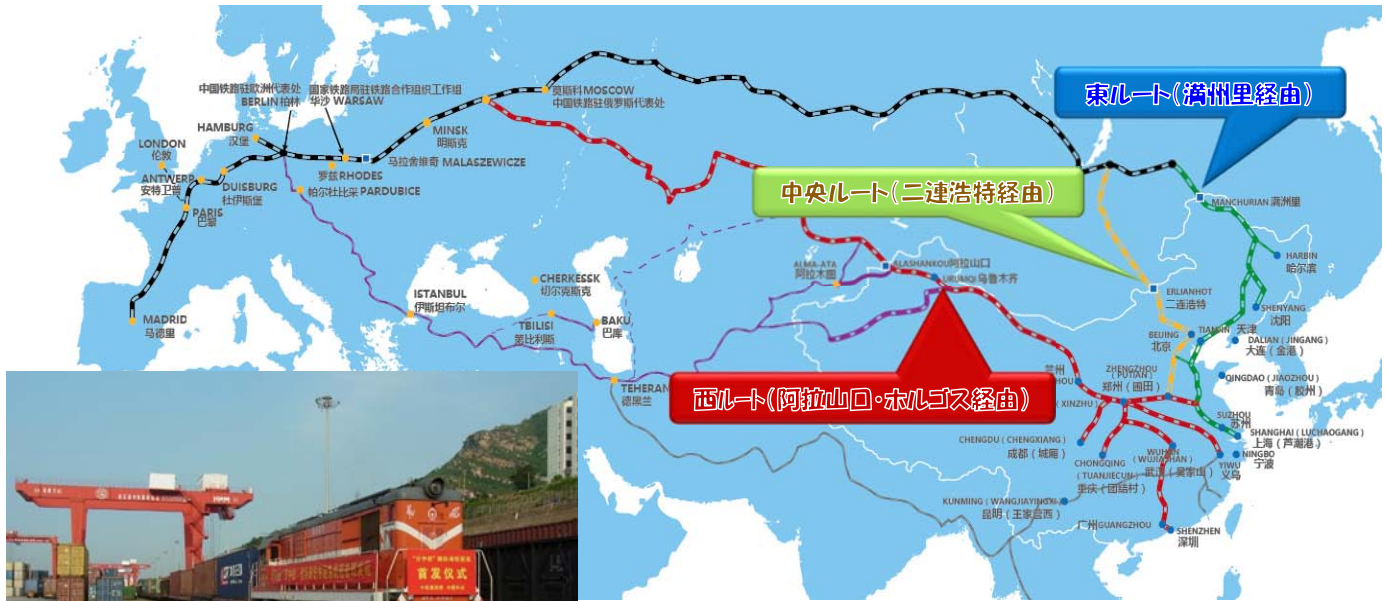 中国铁路驻欧洲代表处
BERLIN 柏林
国家铁路局驻铁路合作组织工作组
华沙 WARSAW
莫斯科 MOSCOW
中国铁路驻俄罗斯代表处
東ルート(満州里経由)
HAMBURG
汉堡
MINSK
明斯克
LONDON
伦敦
马拉舍维奇 MALASZEWICZE
罗兹 RHODES
ANTWERP
安特卫普
DUISBURG
杜伊斯堡
帕尔杜比采 PARDUBICE
PARIS
巴黎
中央ルート(二連浩特経由)
MANCHURIAN 满洲里
HARBIN
哈尔滨
ALMA-ATA
阿拉木图
ALASHANKOU 阿拉山口
URUMQI 乌鲁木齐
CHERKESSK
切尔克斯克
ERLIANHOT
二连浩特
ISTANBUL
伊斯坦布尔
MADRID
马德里
TBILISI
第比利斯
BAKU
巴库
SHENYANG
沈阳
BEIJING
北京
天津
DALIAN (JINGANG)
大连(金港)
TEHERAN
德黑兰
西ルート(阿拉山口・ホルゴス経由)
兰州
ZHENGZHOU
(PUTIAN)
郑州(圃田)
QINGDAO (JIAOZHOU)
青岛(胶州)
(XINZHU)
SUZHOU
苏州
SHANGHAI (LUCHAOGANG)
上海(芦潮港)
NINGBO
宁波
CHENGDU (CHENGXIANG)
成都(城厢)
WUHAN
(WUJIASHAN)
武汉(吴家山)
YIWU
义乌
CHONGQING
(TUANJIECUN)
重庆(团结村)
KUNMING (WANGJIAYINGXI)
昆明(王家营西)
广州 GUANGZHOU
SHENZHEN
深圳
首发仪式